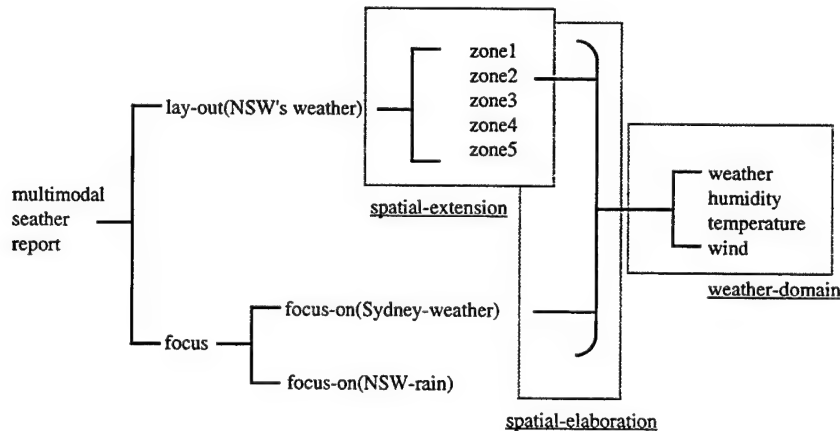 zone1
zone2
zone3
zone4
zone5
lay-out(NSW's weather)
spatial-extension
multimodal
seather
report
weather
humidity
temperature
wind
weather-domain
focus-on(Sydney-weather)
focus
focus-on(NSW-rain)
spatial-elaboration